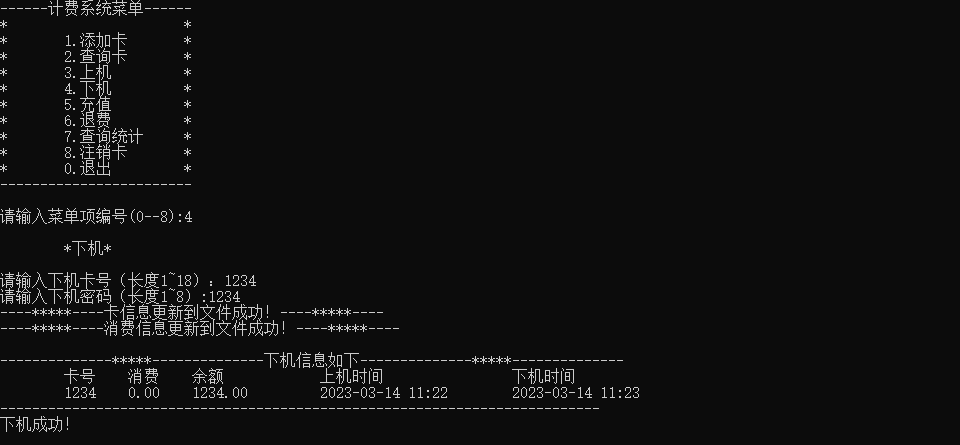 ------计费系统菜单------
*                      *
*       1.添加卡       *
*       2.查询卡       *
*       3.上机         *
*       4.下机         *
*       5.充值         *
*       6.退费         *
*       7.查询统计     *
*       8.注销卡       *
*       0.退出         *
------------------------
请输入菜单项编号(0--8):4
*下机*
请输入下机卡号（长度1~18）：1234
请输入下机密码（长度1~8）:1234
----*****----卡信息更新到文件成功! ----*****----
----*****----消费信息更新到文件成功! ----*****----
--------------*****--------------下机信息如下--------------*****--------------
卡号    消费    余额            上机时间                下机时间
1234    0.00    1234.00         2023-03-14 11:22        2023-03-14 11:23
---------------------------------------------------------------------------
下机成功!